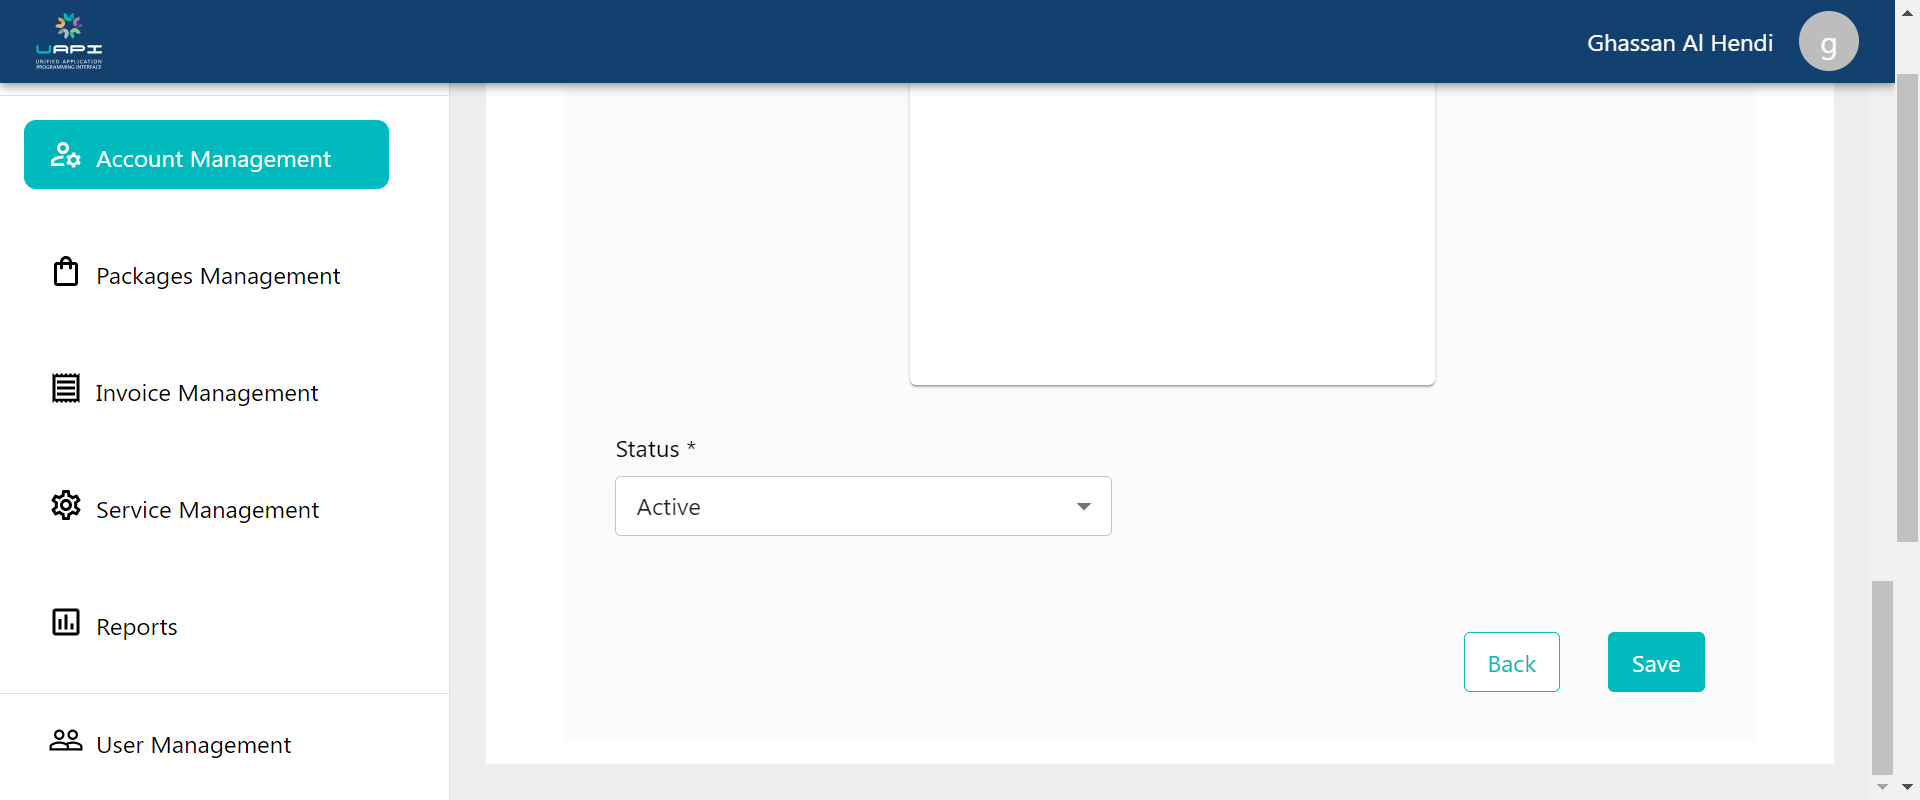 UAPI
UNIFIED APPLICATION
PROGRAMMING INTERFACE
Ghassan Al Hendi
g
Account Management
Packages Management
Invoice Management
Service Management
Reports
User Management
Status *
Active
Back
Save